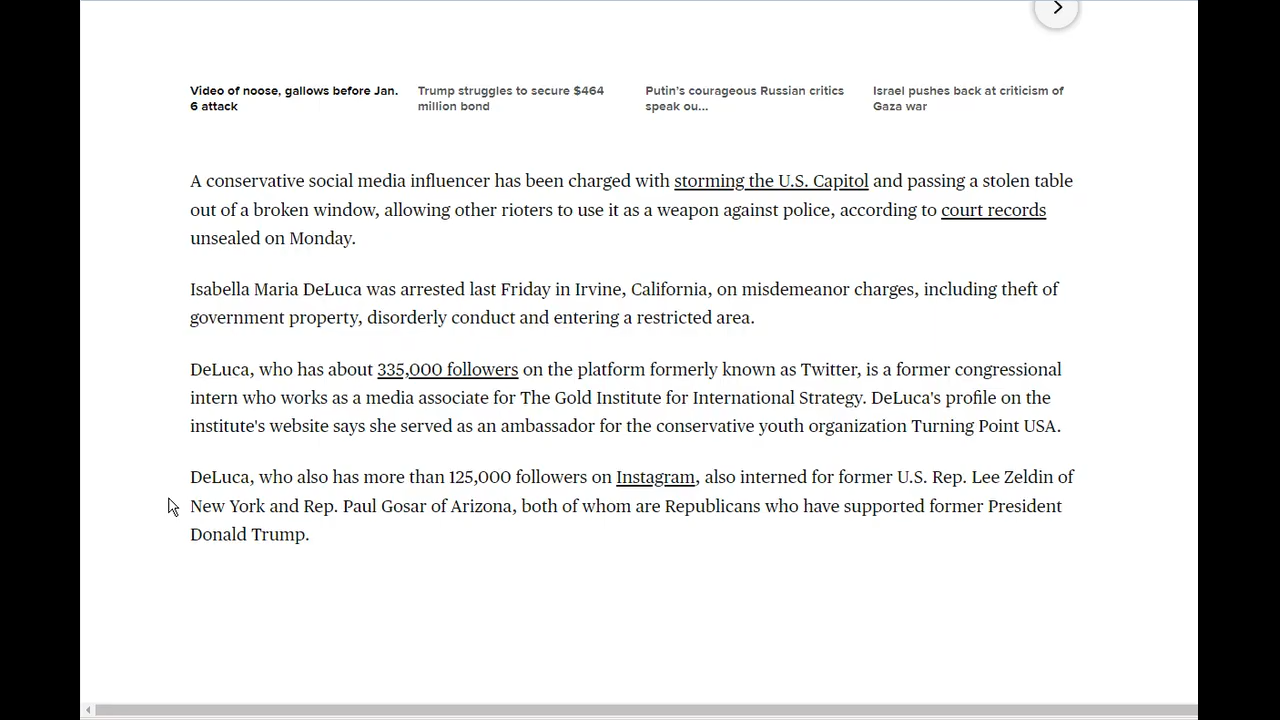 Video of noose, gallows before Jan. 6 attack
Trump struggles to secure $464 million bond
Putin’s courageous Russian critics speak ou...
Israel pushes back at criticism of Gaza war
A conservative social media influencer has been charged with storming the U.S. Capitol and passing a stolen table
out of a broken window, allowing other rioters to use it as a weapon against police, according to court records
unsealed on Monday.
Isabella Maria DeLuca was arrested last Friday in Irvine, California, on misdemeanor charges, including theft of
government property, disorderly conduct and entering a restricted area.
DeLuca, who has about 335,000 followers on the platform formerly known as Twitter, is a former congressional
intern who works as a media associate for The Gold Institute for International Strategy. DeLuca's profile on the
institute's website says she served as an ambassador for the conservative youth organization Turning Point USA.
DeLuca, who also has more than 125,000 followers on Instagram, also interned for former U.S. Rep. Lee Zeldin of
New York and Rep. Paul Gosar of Arizona, both of whom are Republicans who have supported former President
Donald Trump.